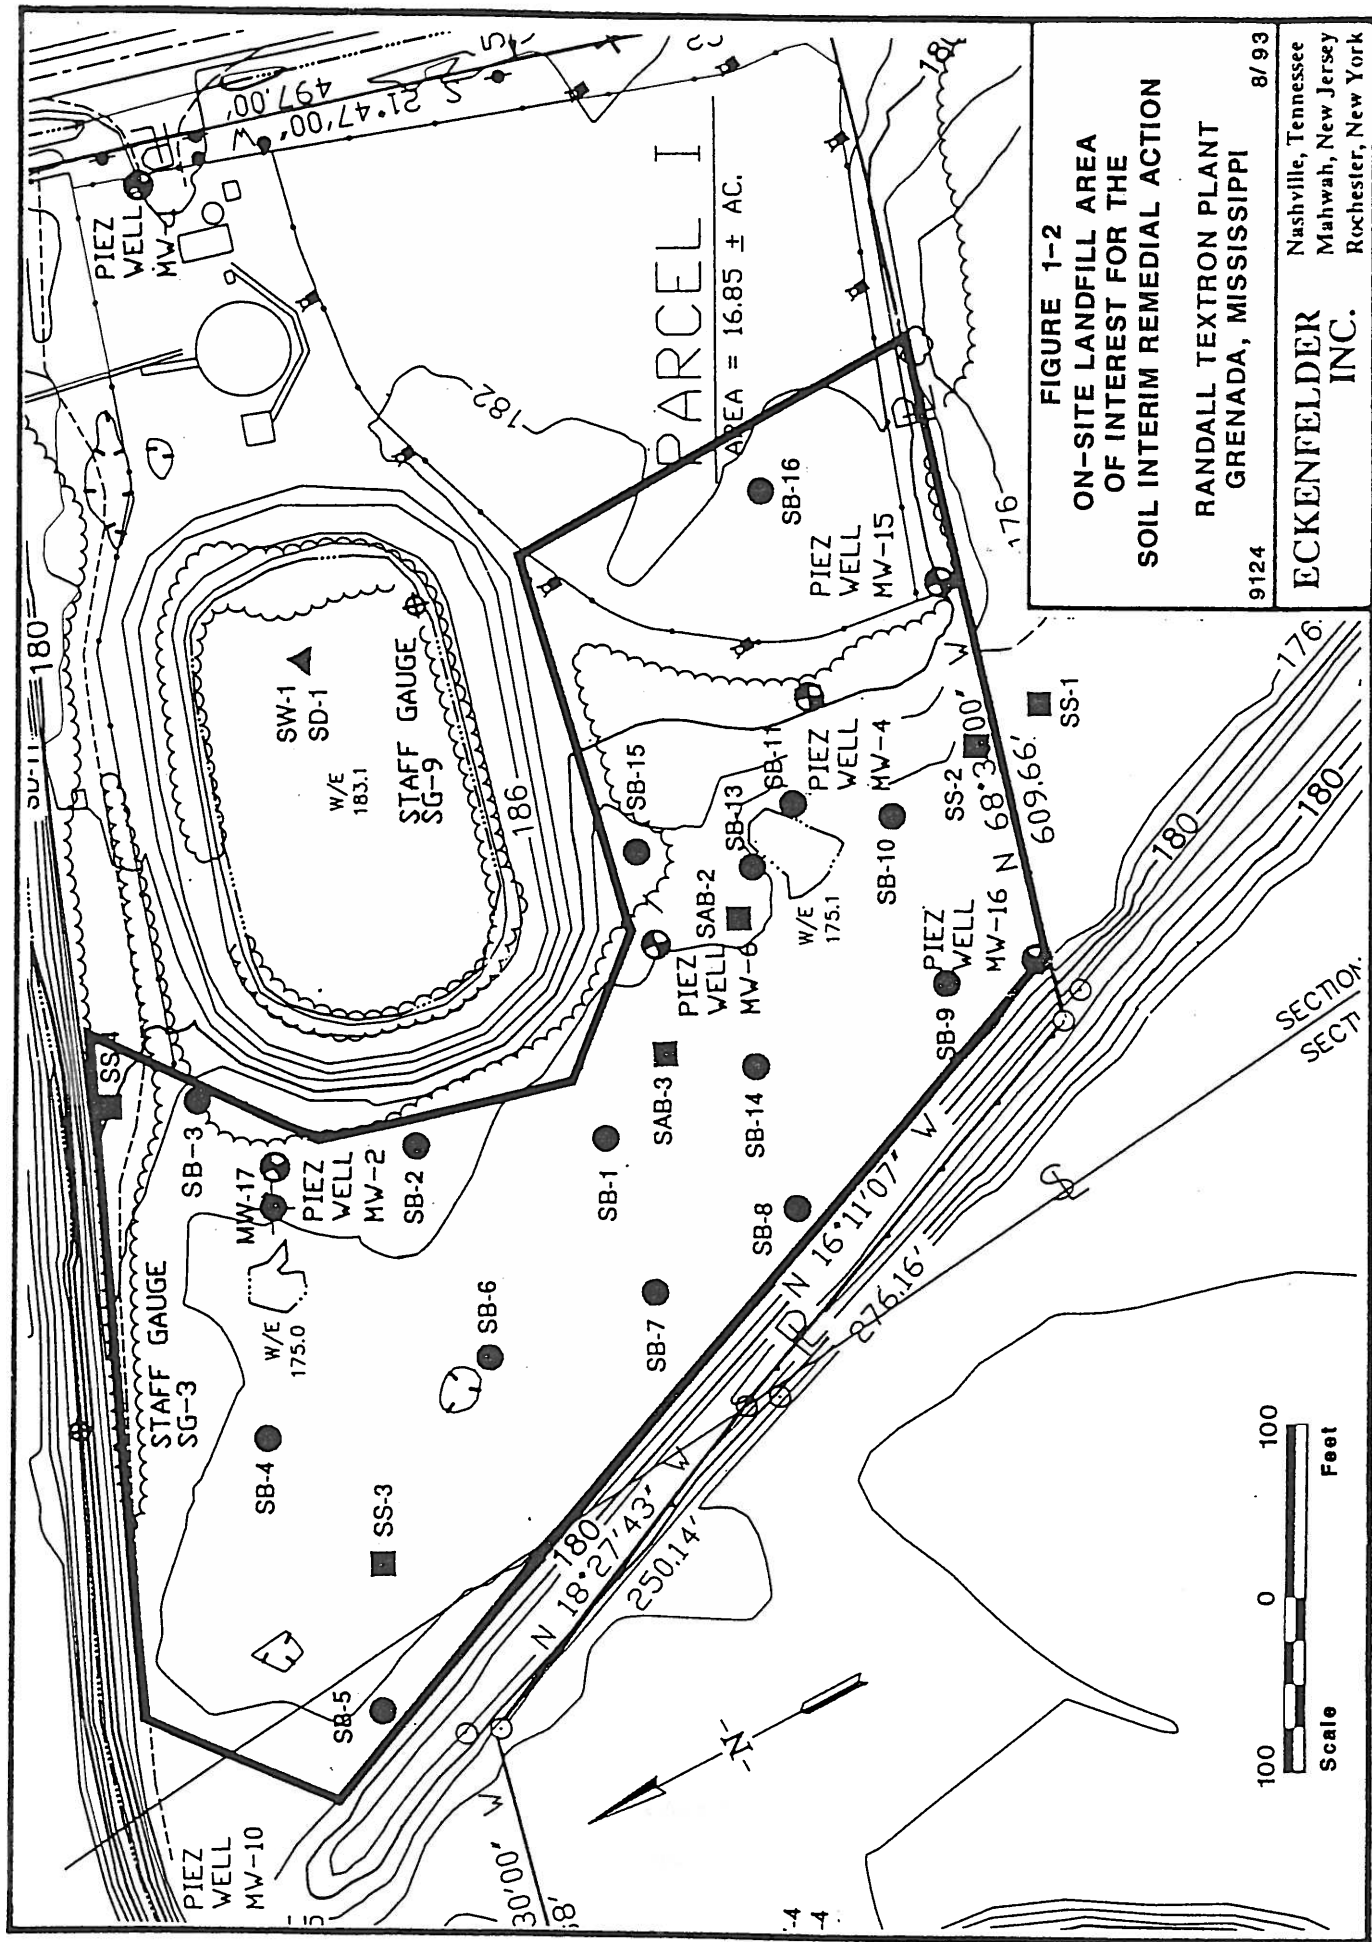 180
SD-11
S 21°47'00" W
497.00'
PIEZ
WELL
PARCEL I
AREA = 16.85 ± AC.
182
SW-1
SD-1
W/E
183.1
STAFF GAUGE
SG-9
186
SB-16
PIEZ
WELL
MW-15
176
SB-15
SB-11
PIEZ
WELL
MW-4
SB-13
SAB-2
W/E
175.1
SB-10
SS-2
SS-1
609.66'
PIEZ
WELL
MW-6
PIEZ
WELL
MW-16
SB-9
SAB-3
SB-14
SB-3
MW-17
PIEZ
WELL
MW-2
SB-2
SB-1
SB-8
STAFF GAUGE
SG-3
W/E
175.0
SB-6
SB-7
SB-4
SS-3
SB-5
N 16°11'07" W
276.16'
N 18°27'43" W
250.14'
180
180
180
176
SECTION
PIEZ
WELL
MW-10
30'00" W
-N-
100 0 100
Scale Feet
FIGURE 1-2
ON-SITE LANDFILL AREA
OF INTEREST FOR THE
SOIL INTERIM REMEDIAL ACTION
RANDALL TEXTRON PLANT
GRENADA, MISSISSIPPI
9124 8/93
ECKENFELDER
INC.
Nashville, Tennessee
Mahwah, New Jersey
Rochester, New York